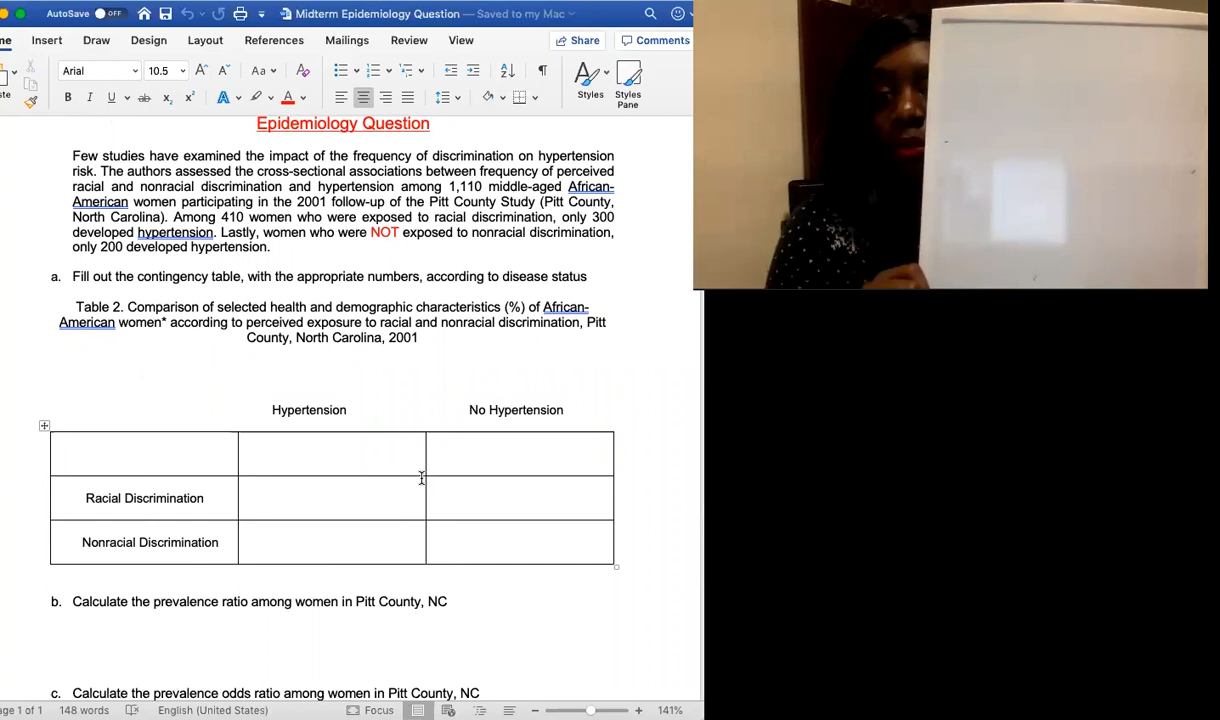 AutoSave OFF
Midterm Epidemiology Question — Saved to my Mac
me Insert Draw Design Layout References Mailings Review View Share Comments
ste
Arial 10.5 A A Aa A
B I U ab x₂ x² A A
Styles
Styles Pane
Epidemiology Question
Few studies have examined the impact of the frequency of discrimination on hypertension
risk. The authors assessed the cross-sectional associations between frequency of perceived
racial and nonracial discrimination and hypertension among 1,110 middle-aged African-
American women participating in the 2001 follow-up of the Pitt County Study (Pitt County,
North Carolina). Among 410 women who were exposed to racial discrimination, only 300
developed hypertension. Lastly, women who were NOT exposed to nonracial discrimination,
only 200 developed hypertension.
a. Fill out the contingency table, with the appropriate numbers, according to disease status
Table 2. Comparison of selected health and demographic characteristics (%) of African-
American women* according to perceived exposure to racial and nonracial discrimination, Pitt
County, North Carolina, 2001
Hypertension No Hypertension
Racial Discrimination
Nonracial Discrimination
b. Calculate the prevalence ratio among women in Pitt County, NC
c. Calculate the prevalence odds ratio among women in Pitt County, NC
age 1 of 1 148 words English (United States) Focus 141%